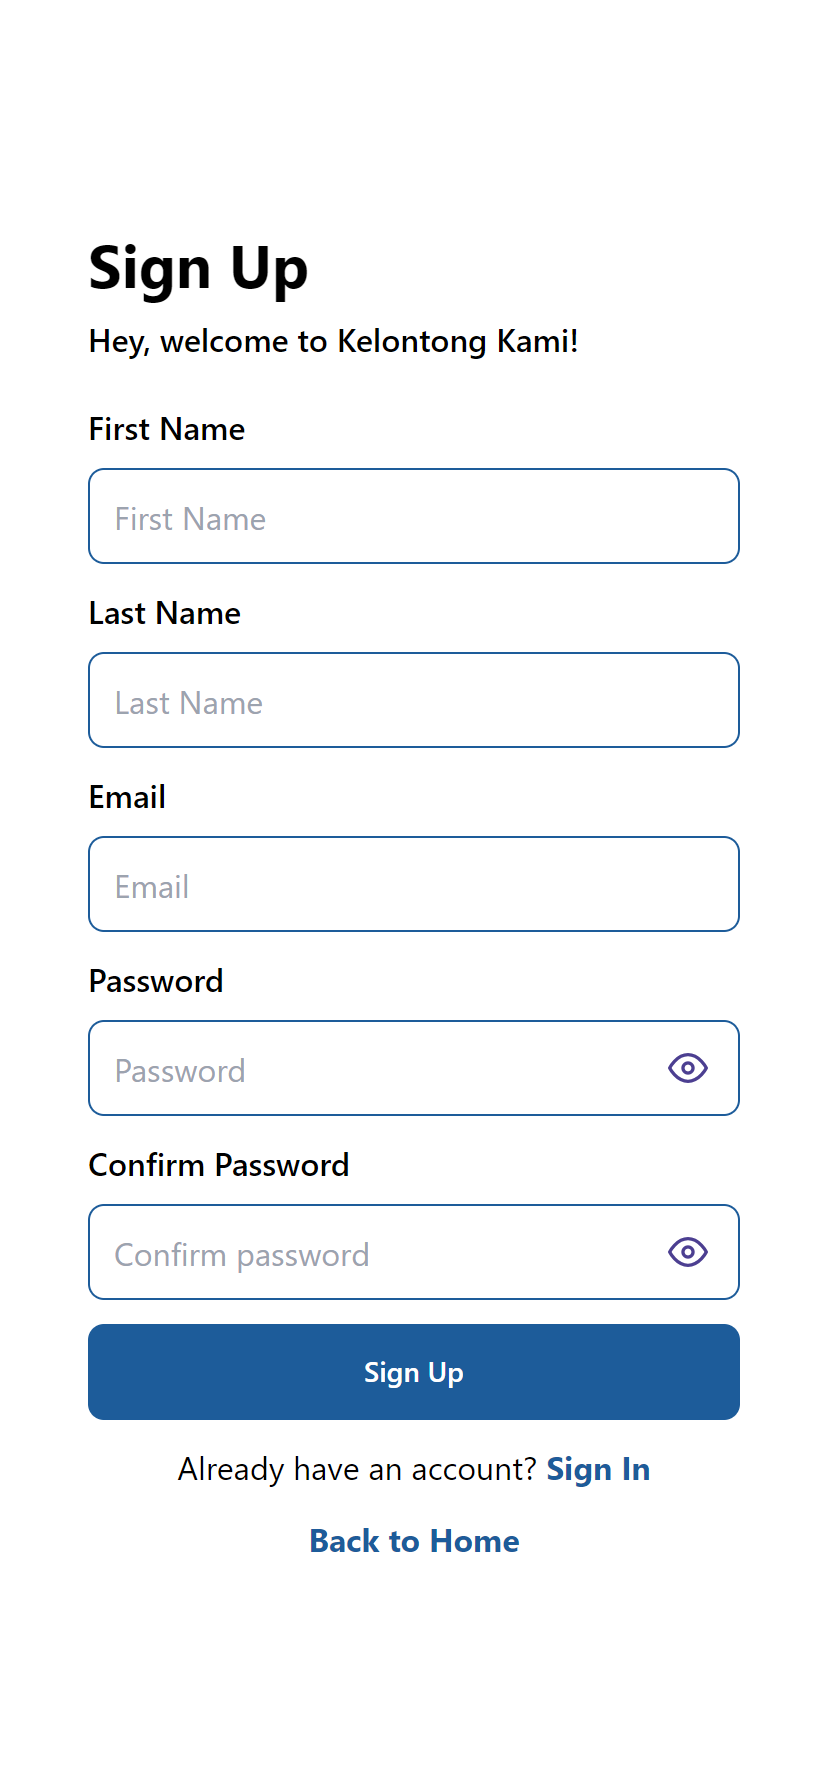 Sign Up
Hey, welcome to Kelontong Kami!
First Name
First Name
Last Name
Last Name
Email
Email
Password
Password
Confirm Password
Confirm password
Sign Up
Already have an account? Sign In
Back to Home